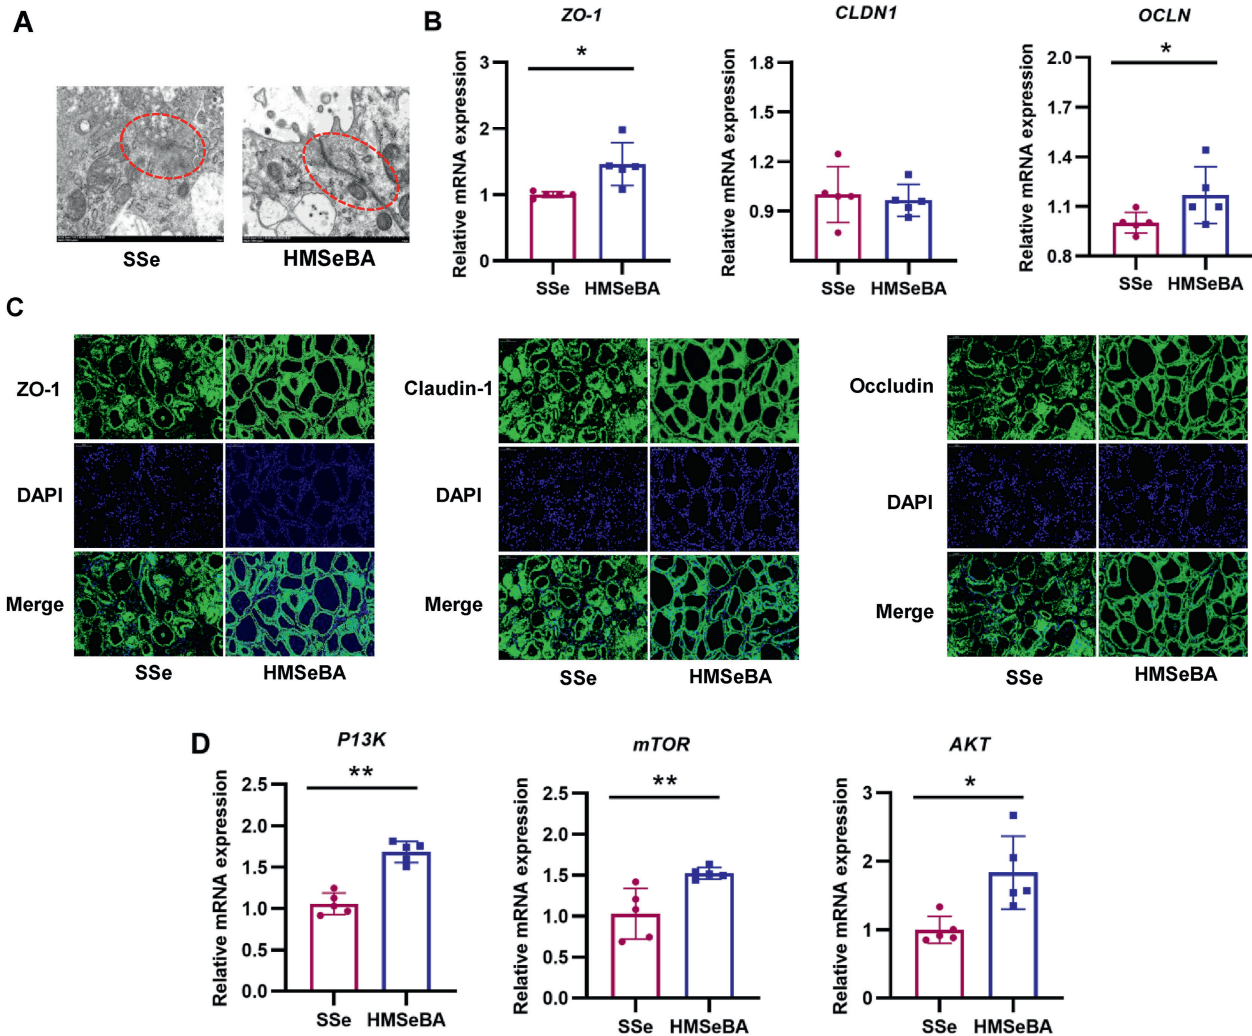 A
SSe HMSeBA
B
ZO-1
Relative mRNA expression
3
2
1
0
*
SSe HMSeBA
CLDN1
Relative mRNA expression
1.8
1.5
1.2
0.9
SSe HMSeBA
OCLN
Relative mRNA expression
2.0
1.7
1.4
1.1
0.8
*
SSe HMSeBA
C
ZO-1
DAPI
Merge
SSe HMSeBA
Claudin-1
DAPI
Merge
SSe HMSeBA
Occludin
DAPI
Merge
SSe HMSeBA
D
P13K
Relative mRNA expression
2.5
2.0
1.5
1.0
0.5
0.0
**
SSe HMSeBA
mTOR
Relative mRNA expression
2.5
2.0
1.5
1.0
0.5
0.0
**
SSe HMSeBA
AKT
Relative mRNA expression
3
2
1
0
*
SSe HMSeBA